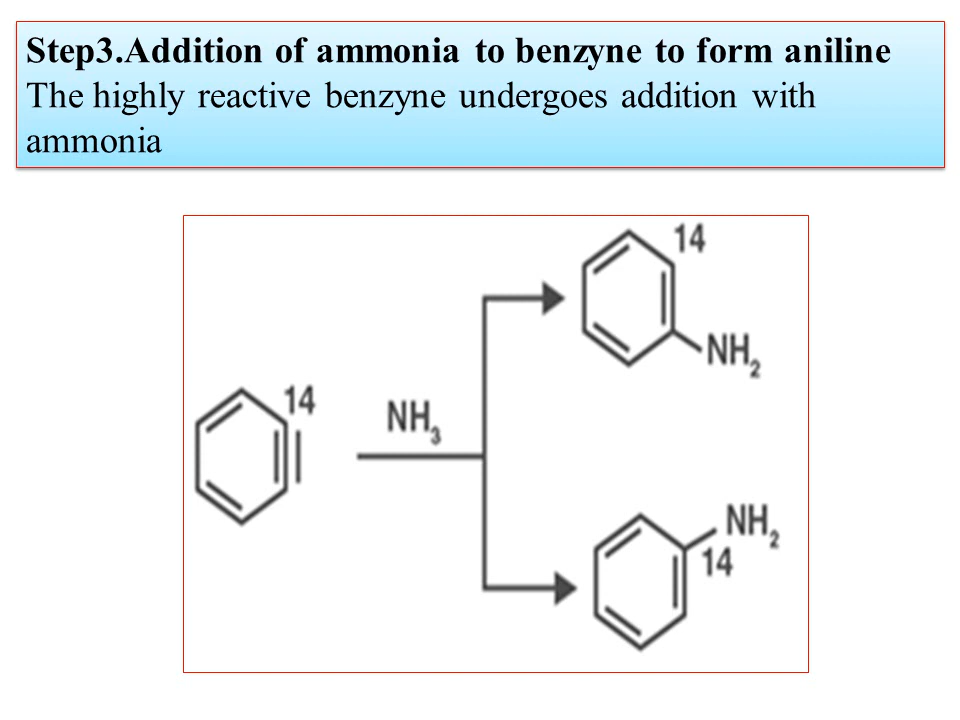 Step3.Addition of ammonia to benzyne to form aniline
The highly reactive benzyne undergoes addition with
ammonia
14
NH₂
14
NH₃
NH₂
14